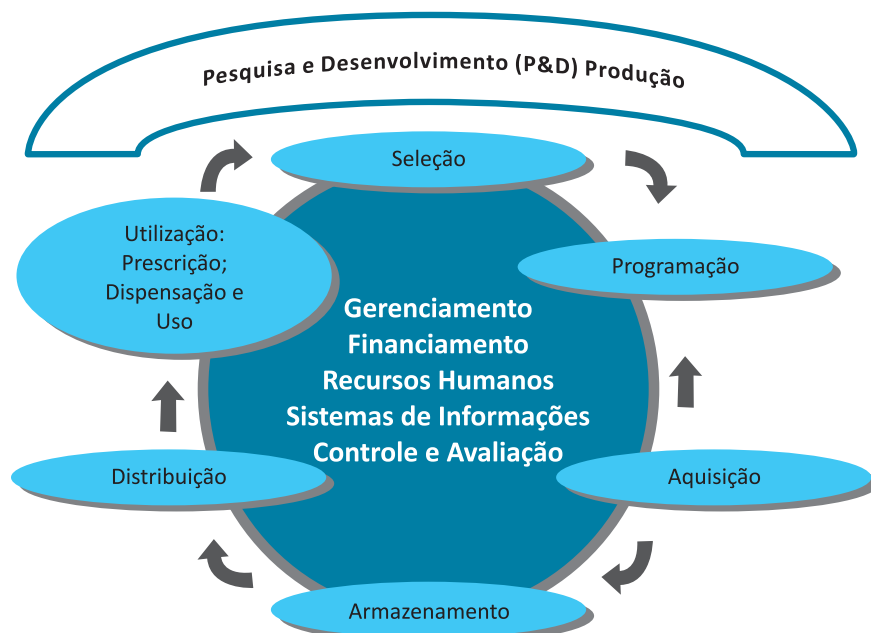 Pesquisa e Desenvolvimento (P&D) Produção
Seleção
Utilização:
Prescrição;
Dispensação e
Uso
Programação
Gerenciamento
Financiamento
Recursos Humanos
Sistemas de Informações
Controle e Avaliação
Distribuição
Aquisição
Armazenamento